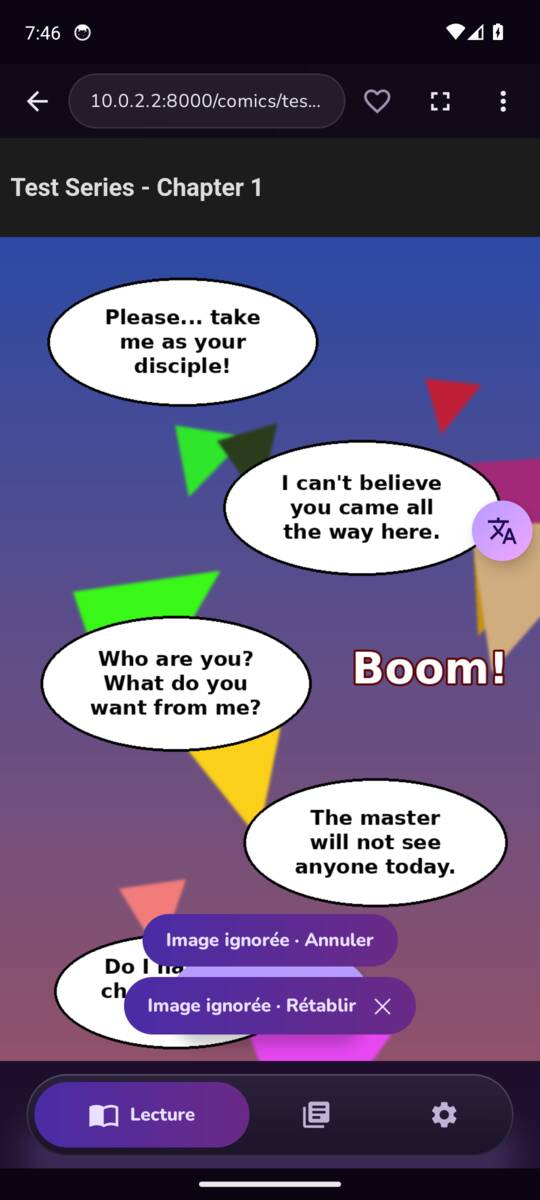 7:46
10.0.2.2:8000/comics/tes...
Test Series - Chapter 1
Please... take
me as your
disciple!
I can't believe
you came all
the way here.
Who are you?
What do you
want from me?
Boom!
The master
will not see
anyone today.
Do I
Image ignorée · Annuler
Image ignorée · Rétablir
Lecture